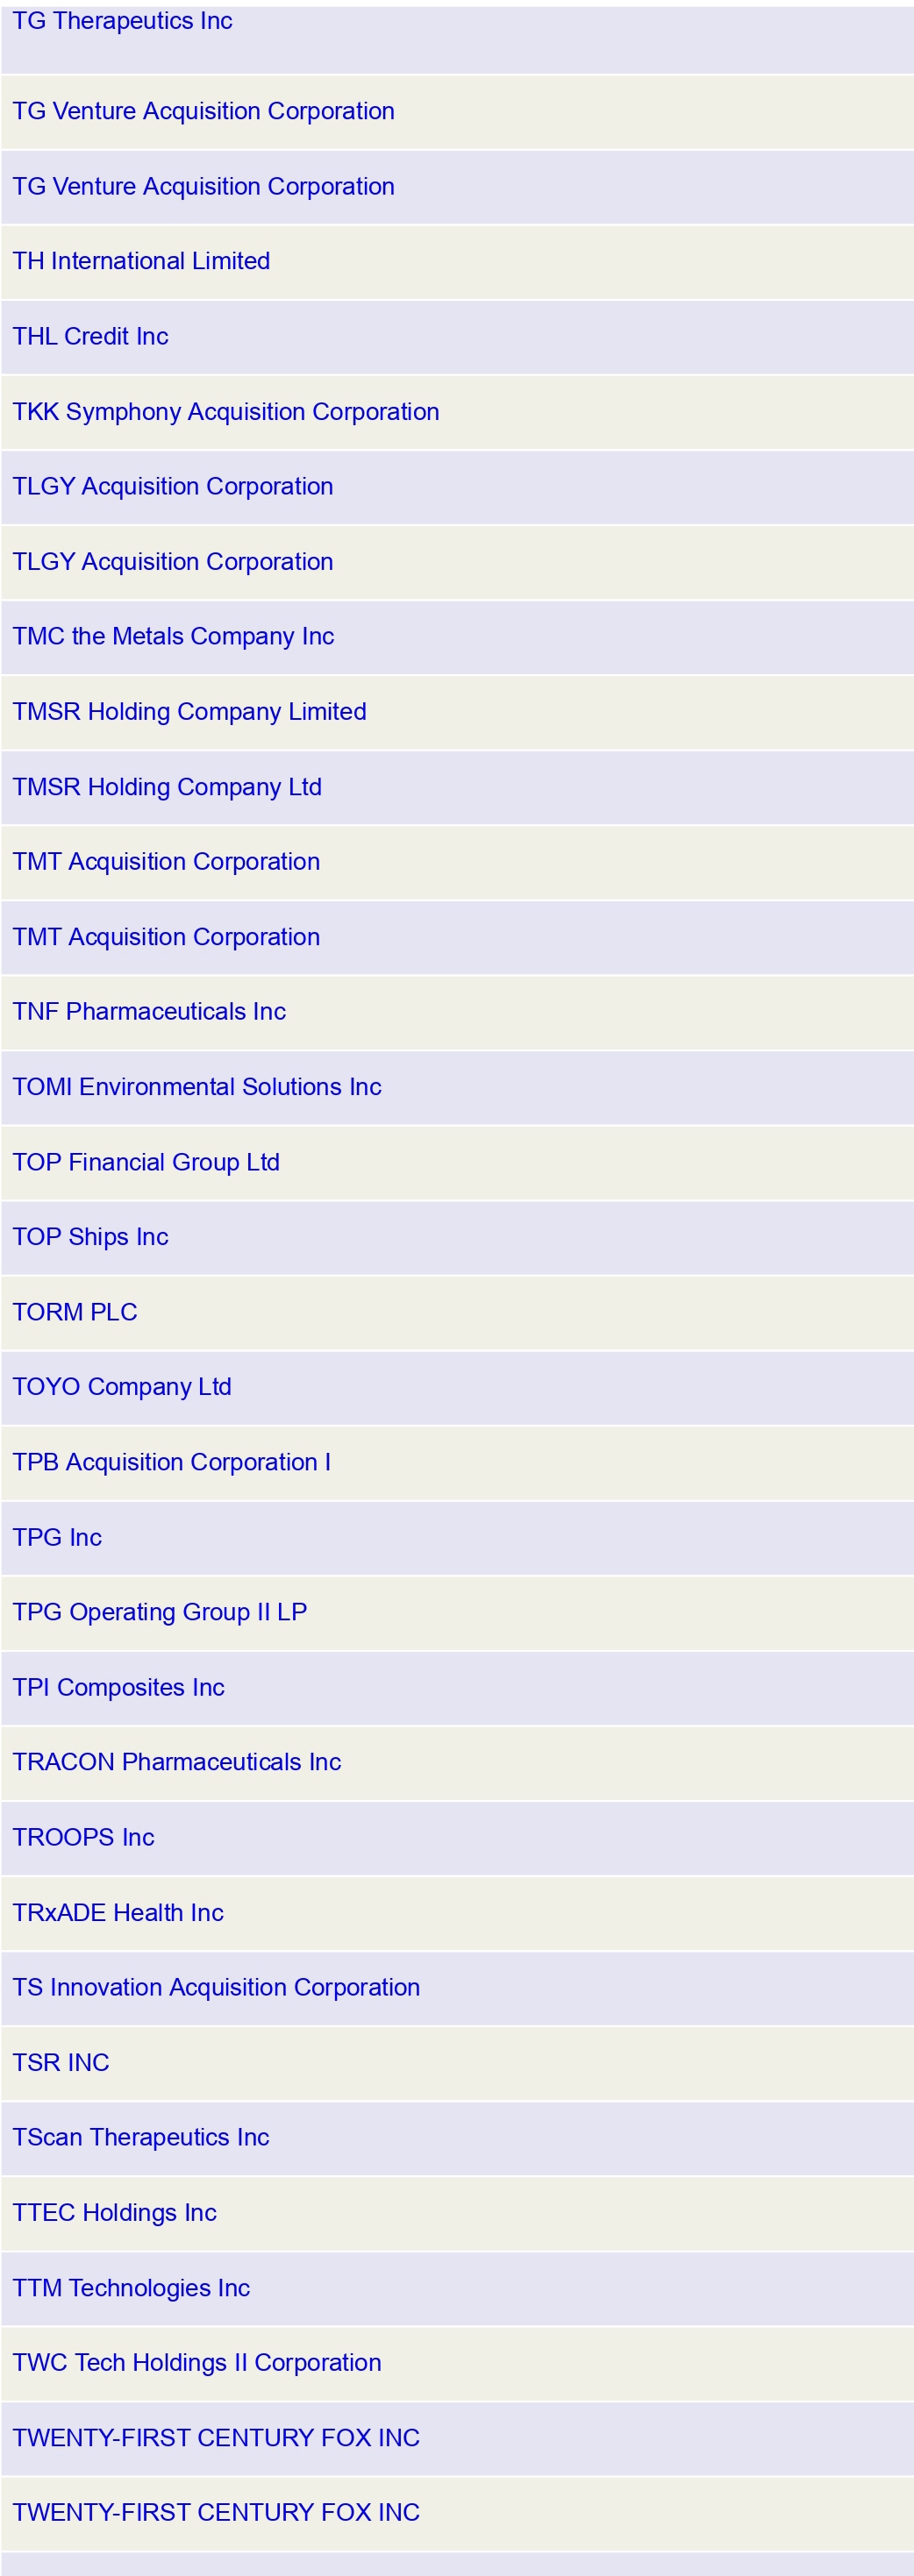 TG Therapeutics Inc
TG Venture Acquisition Corporation
TG Venture Acquisition Corporation
TH International Limited
THL Credit Inc
TKK Symphony Acquisition Corporation
TLGY Acquisition Corporation
TLGY Acquisition Corporation
TMC the Metals Company Inc
TMSR Holding Company Limited
TMSR Holding Company Ltd
TMT Acquisition Corporation
TMT Acquisition Corporation
TNF Pharmaceuticals Inc
TOMI Environmental Solutions Inc
TOP Financial Group Ltd
TOP Ships Inc
TORM PLC
TOYO Company Ltd
TPB Acquisition Corporation I
TPG Inc
TPG Operating Group II LP
TPI Composites Inc
TRACON Pharmaceuticals Inc
TROOPS Inc
TRxADE Health Inc
TS Innovation Acquisition Corporation
TSR INC
TScan Therapeutics Inc
TTEC Holdings Inc
TTM Technologies Inc
TWC Tech Holdings II Corporation
TWENTY-FIRST CENTURY FOX INC
TWENTY-FIRST CENTURY FOX INC